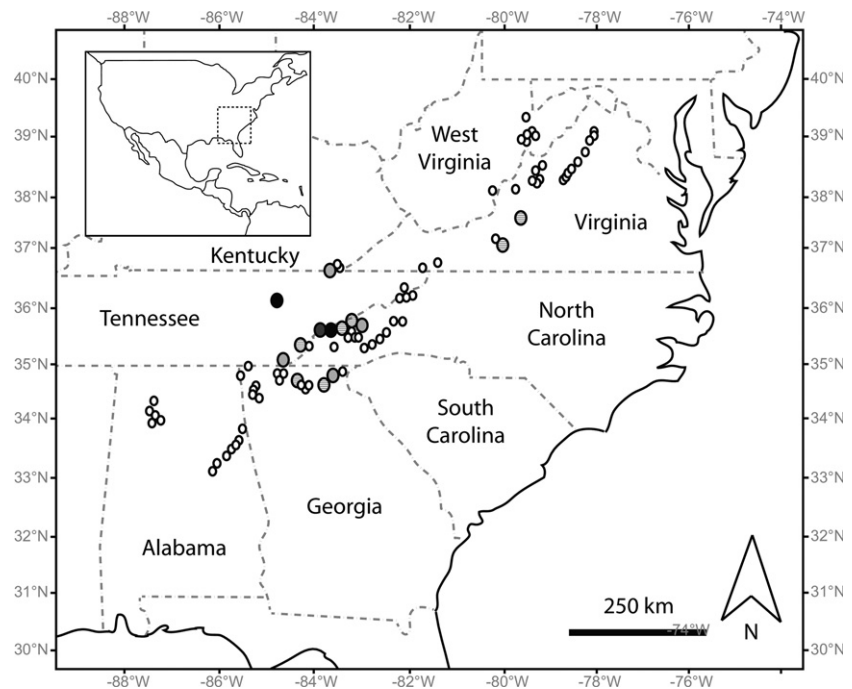 -88°W -86°W -84°W -82°W -80°W -78°W -76°W -74°W
40°N 40°N
39°N 39°N
West
Virginia
38°N 38°N
Virginia
37°N 37°N
Kentucky
36°N 36°N
Tennessee
North
Carolina
35°N 35°N
34°N 34°N
South
Carolina
33°N 33°N
Georgia
32°N 32°N
Alabama
31°N 31°N
250 km
-74°W
N
30°N 30°N
-88°W -86°W -84°W -82°W -80°W -78°W -76°W -74°W